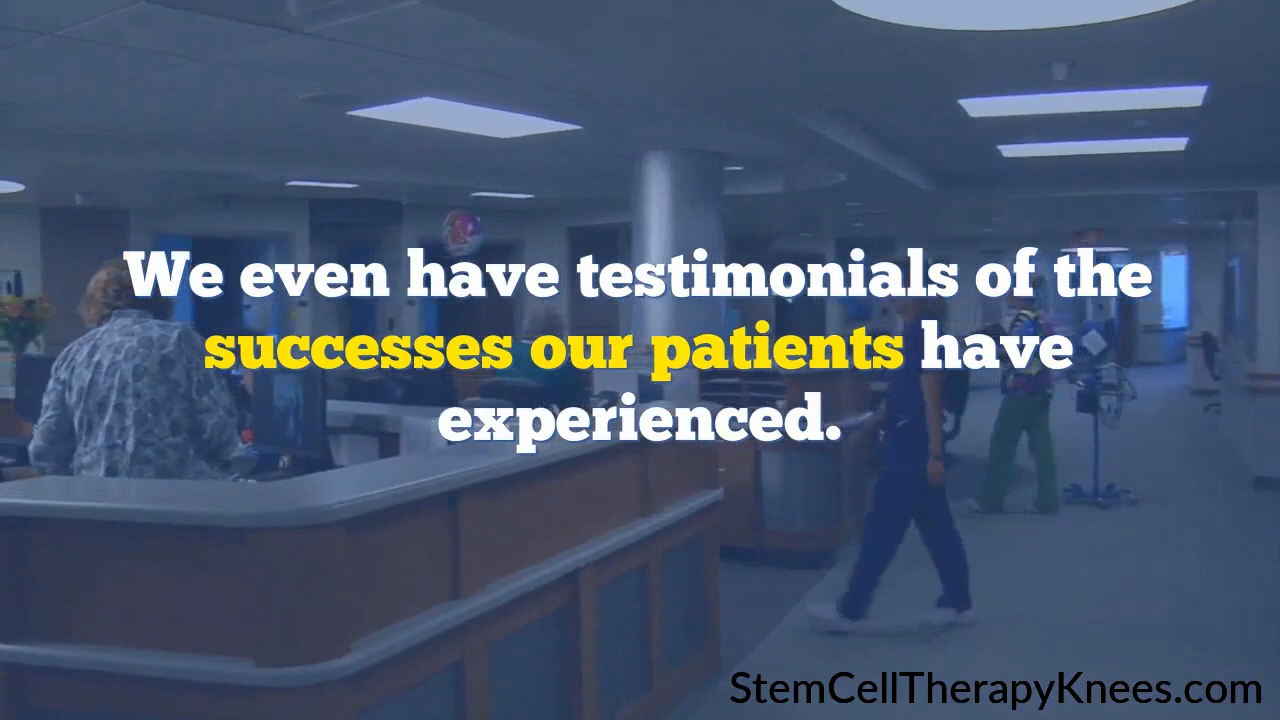 We even have testimonials of the
successes our patients have
experienced.
StemCellTherapyKnees.com